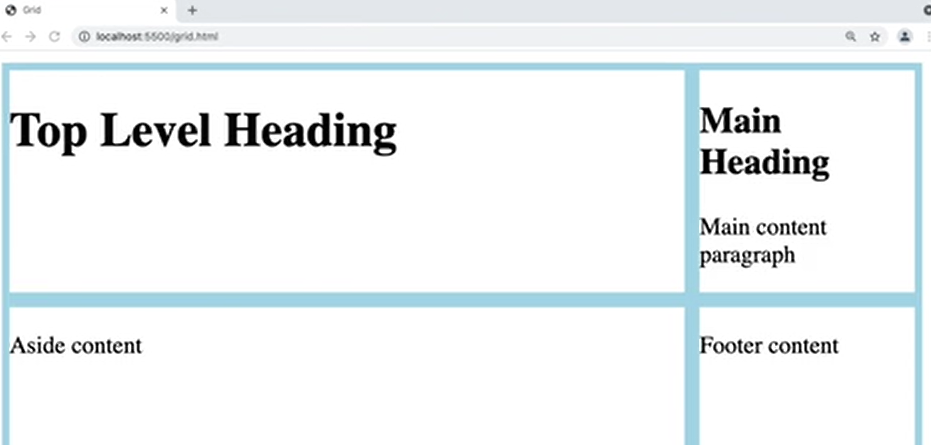 Grid
localhost:5500/grid.html
Top Level Heading
Main
Heading
Main content
paragraph
Aside content
Footer content